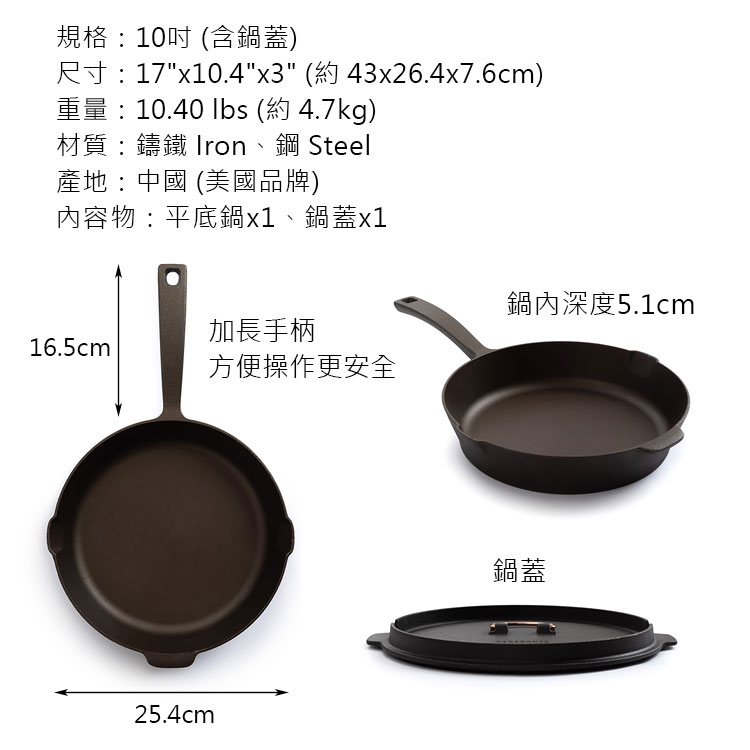 規格：10吋 (含鍋蓋)
尺寸：17"x10.4"x3" (約 43x26.4x7.6cm)
重量：10.40 lbs (約 4.7kg)
材質：鑄鐵 Iron、鋼 Steel
產地：中國 (美國品牌)
內容物：平底鍋x1、鍋蓋x1
鍋內深度5.1cm
16.5cm
加長手柄
方便操作更安全
鍋蓋
25.4cm